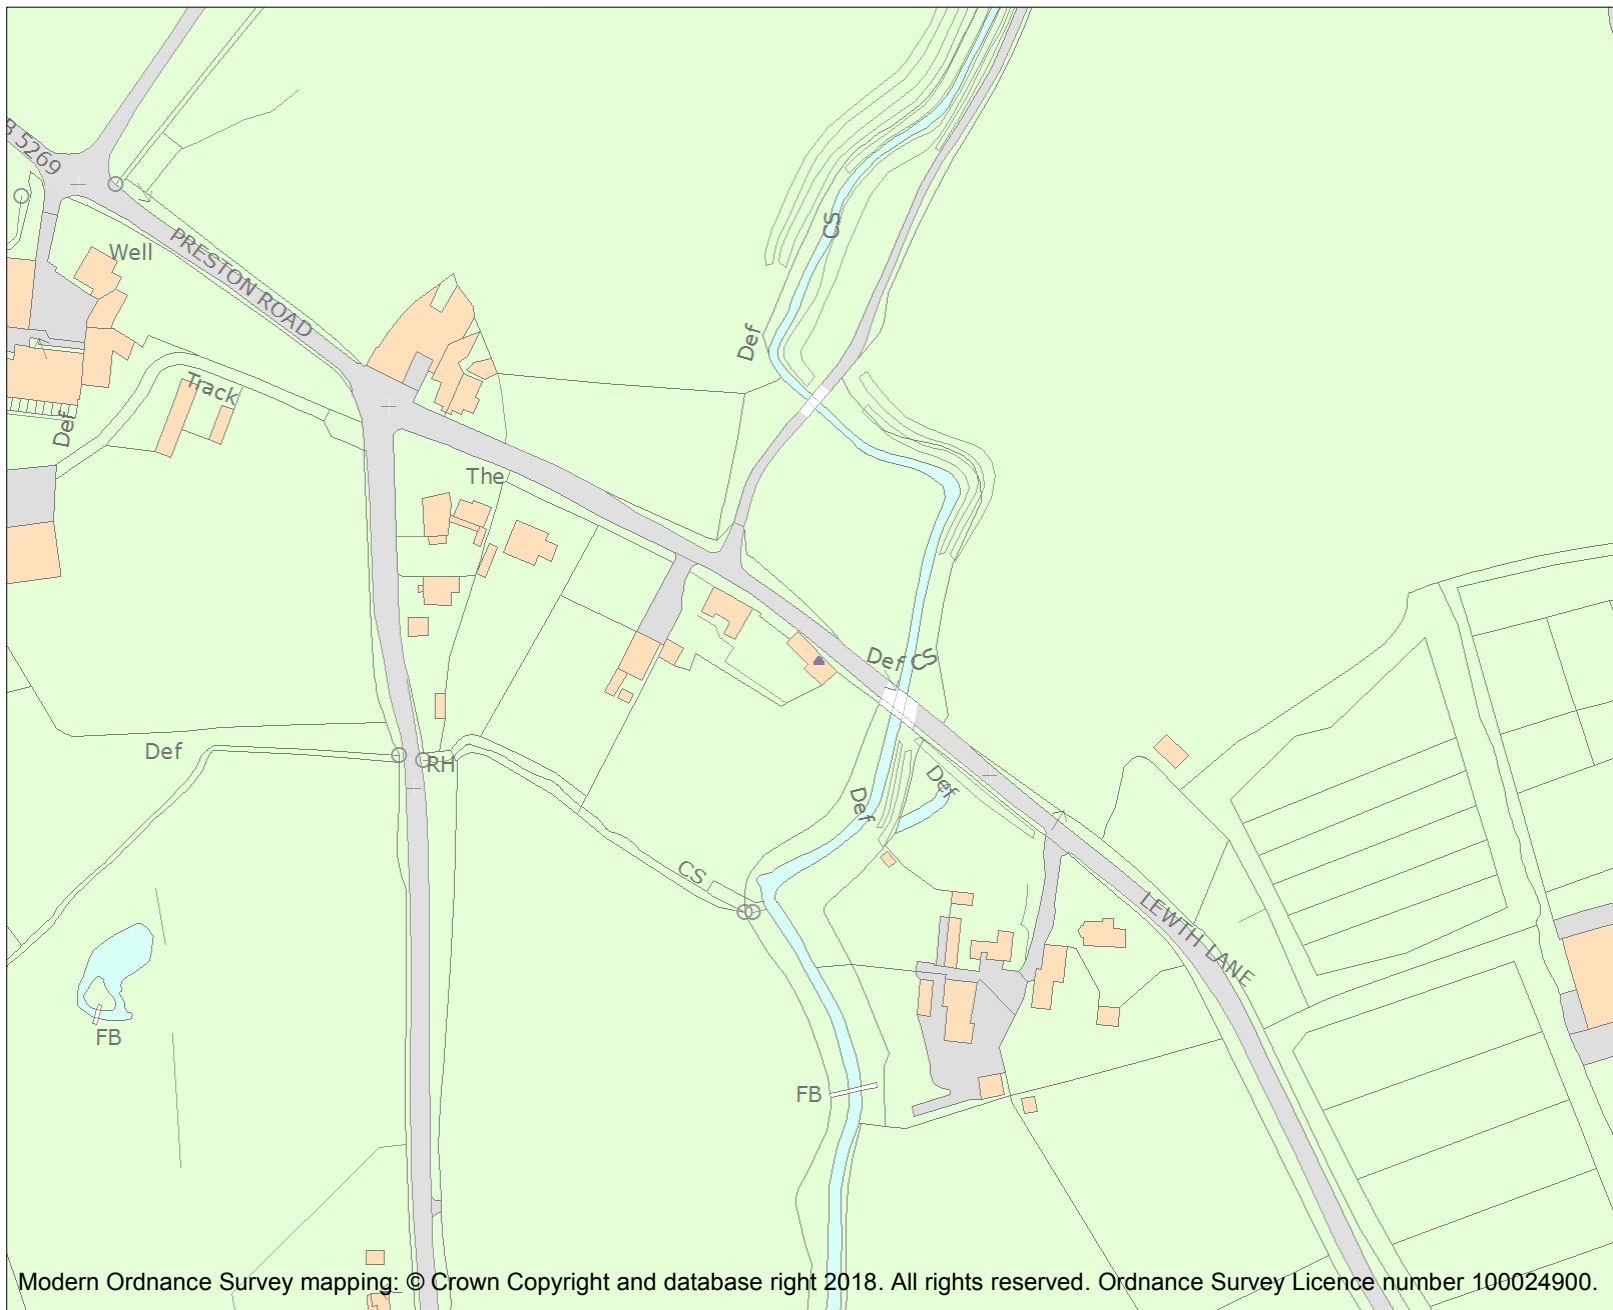 B 5269
Well
PRESTON ROAD
CS
Def
Track
Def
The
Def CS
Def
RH
Def
Def
CS
LEWTH LANE
FB
FB
Modern Ordnance Survey mapping: © Crown Copyright and database right 2018. All rights reserved. Ordnance Survey Licence number 100024900.